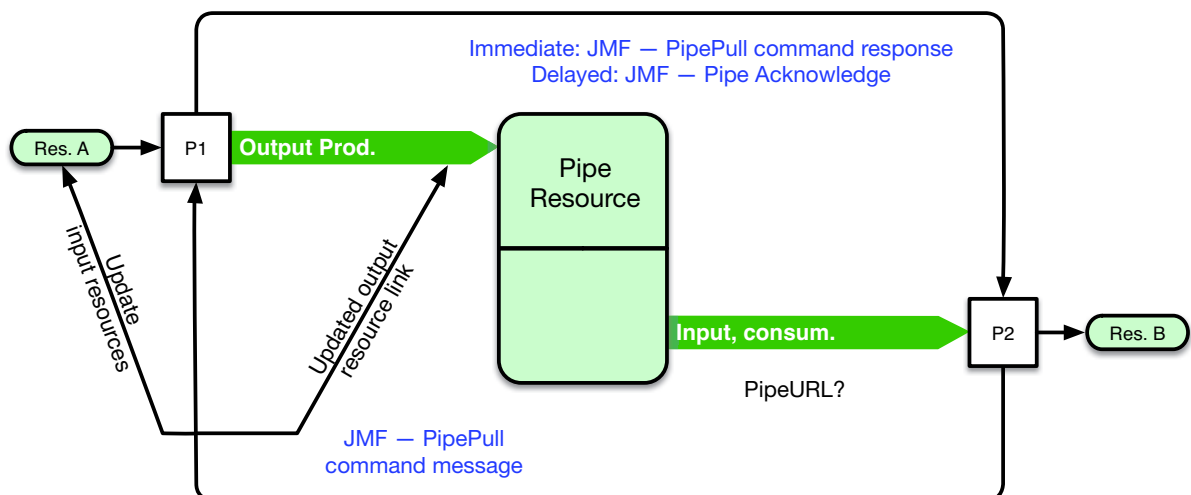 Immediate: JMF — PipePull command response
Delayed: JMF — Pipe Acknowledge
Res. A
P1
Output Prod.
Pipe
Resource
Update
input resources
Updated output
resource link
Input, consum.
P2
Res. B
PipeURL?
JMF — PipePull
command message